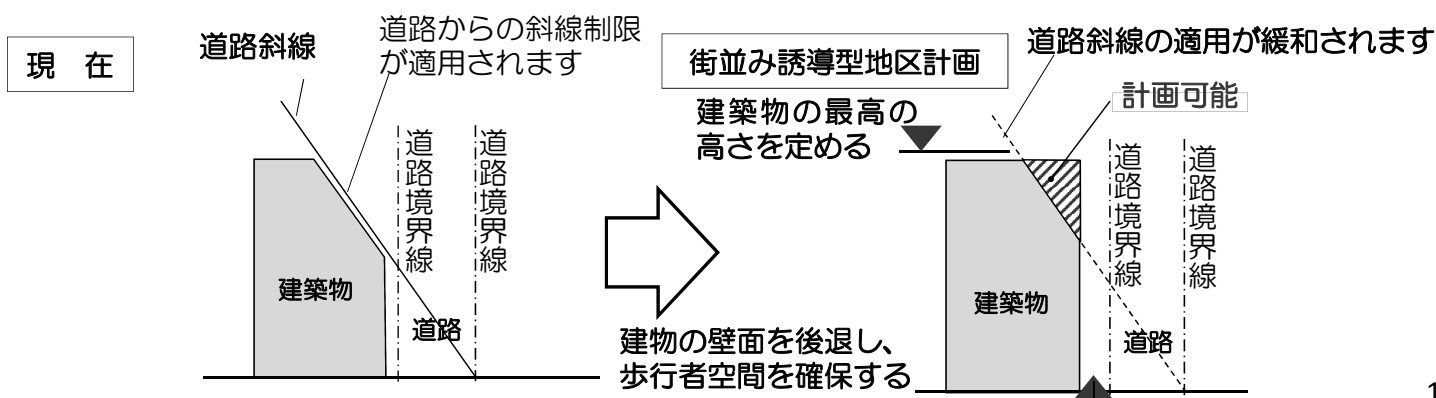 現　在
道路斜線
道路からの斜線制限
が適用されます
道路境界線
道路境界線
建築物
道路
街並み誘導型地区計画
建築物の最高の
高さを定める
道路斜線の適用が緩和されます
計画可能
道路境界線
道路境界線
建築物
道路
建物の壁面を後退し、
歩行者空間を確保する
1